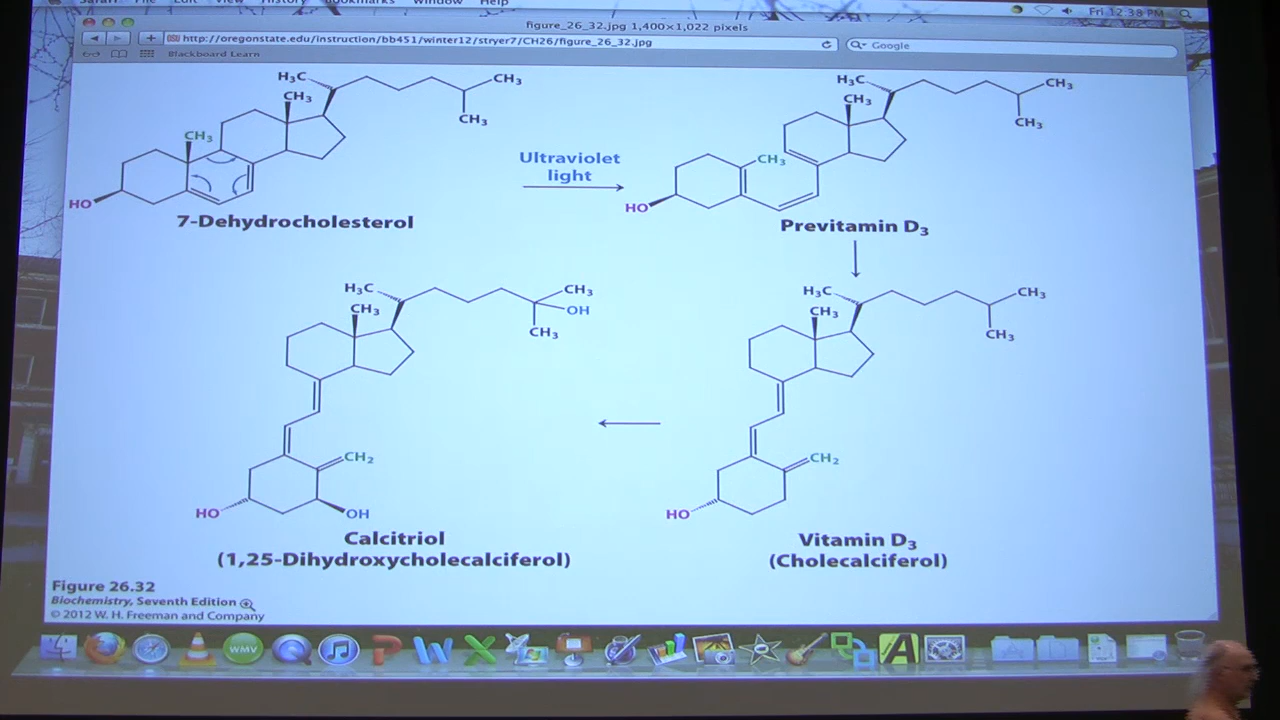 Safari File Edit View History Bookmarks Window Help
Fri 12:38 PM
figure_26_32.jpg 1,400×1,022 pixels
http://oregonstate.edu/instruction/bb451/winter12/stryer7/CH26/figure_26_32.jpg
Google
Blackboard Learn
H₃C
CH₃
CH₃
CH₃
CH₃
HO
7-Dehydrocholesterol
Ultraviolet
light
H₃C
CH₃
CH₃
CH₃
CH₃
HO
Previtamin D₃
H₃C
CH₃
CH₃
OH
CH₃
CH₂
HO
OH
Calcitriol
(1,25-Dihydroxycholecalciferol)
H₃C
CH₃
CH₃
CH₃
CH₂
HO
Vitamin D₃
(Cholecalciferol)
Figure 26.32
Biochemistry, Seventh Edition
© 2012 W. H. Freeman and Company
WMV